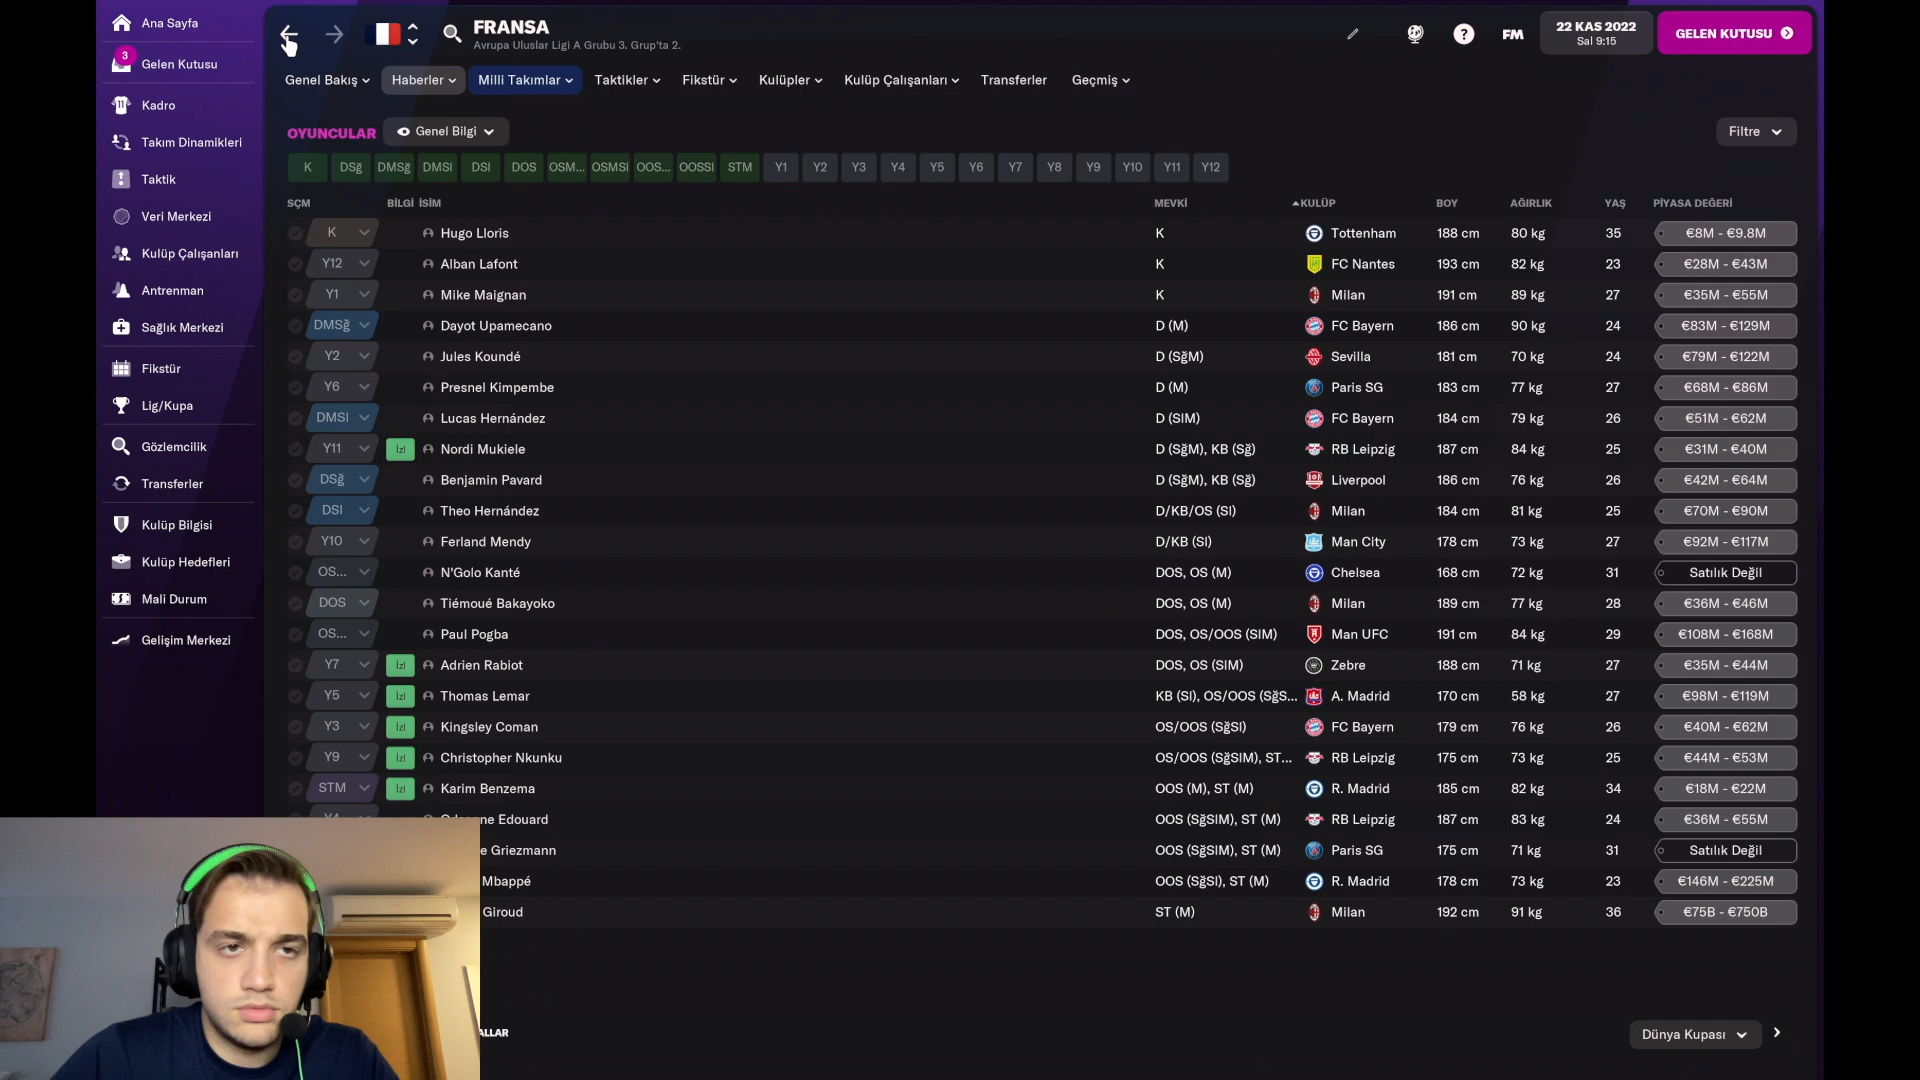 Ana Sayfa
3
Gelen Kutusu
Kadro
Takım Dinamikleri
Taktik
Veri Merkezi
Kulüp Çalışanları
Antrenman
Sağlık Merkezi
Fikstür
Lig/Kupa
Gözlemcilik
Transferler
Kulüp Bilgisi
Kulüp Hedefleri
Mali Durum
Gelişim Merkezi
FRANSA
Avrupa Uluslar Ligi A Grubu 3. Grup'ta 2.
FM
22 KAS 2022
Sal 9:15
GELEN KUTUSU
Genel Bakış Haberler Milli Takımlar Taktikler Fikstür Kulüpler Kulüp Çalışanları Transferler Geçmiş
OYUNCULAR Genel Bilgi Filtre
K DSğ DMSğ DMSl DSl DOS OSM... OSMSl OOS... OOSSl STM Y1 Y2 Y3 Y4 Y5 Y6 Y7 Y8 Y9 Y10 Y11 Y12
SÇM BİLGİ İSİM MEVKİ KULÜP BOY AĞIRLIK YAŞ PİYASA DEĞERİ
K Hugo Lloris K Tottenham 188 cm 80 kg 35 €8M - €9.8M
Y12 Alban Lafont K FC Nantes 193 cm 82 kg 23 €28M - €43M
Y1 Mike Maignan K Milan 191 cm 89 kg 27 €35M - €55M
DMSğ Dayot Upamecano D (M) FC Bayern 186 cm 90 kg 24 €83M - €129M
Y2 Jules Koundé D (SğM) Sevilla 181 cm 70 kg 24 €79M - €122M
Y6 Presnel Kimpembe D (M) Paris SG 183 cm 77 kg 27 €68M - €86M
DMSl Lucas Hernández D (SlM) FC Bayern 184 cm 79 kg 26 €51M - €62M
Y11 İzl Nordi Mukiele D (SğM), KB (Sğ) RB Leipzig 187 cm 84 kg 25 €31M - €40M
DSğ Benjamin Pavard D (SğM), KB (Sğ) Liverpool 186 cm 76 kg 26 €42M - €64M
DSl Theo Hernández D/KB/OS (Sl) Milan 184 cm 81 kg 25 €70M - €90M
Y10 Ferland Mendy D/KB (Sl) Man City 178 cm 73 kg 27 €92M - €117M
OS... N'Golo Kanté DOS, OS (M) Chelsea 168 cm 72 kg 31 Satılık Değil
DOS Tiémoué Bakayoko DOS, OS (M) Milan 189 cm 77 kg 28 €36M - €46M
OS... Paul Pogba DOS, OS/OOS (SlM) Man UFC 191 cm 84 kg 29 €108M - €168M
Y7 İzl Adrien Rabiot DOS, OS (SlM) Zebre 188 cm 71 kg 27 €35M - €44M
Y5 İzl Thomas Lemar KB (Sl), OS/OOS (SğS... A. Madrid 170 cm 58 kg 27 €98M - €119M
Y3 İzl Kingsley Coman OS/OOS (SğSl) FC Bayern 179 cm 76 kg 26 €40M - €62M
Y9 İzl Christopher Nkunku OS/OOS (SğSlM), ST... RB Leipzig 175 cm 73 kg 25 €44M - €53M
STM İzl Karim Benzema OOS (M), ST (M) R. Madrid 185 cm 82 kg 34 €18M - €22M
Edouard OOS (SğSlM), ST (M) RB Leipzig 187 cm 83 kg 24 €36M - €55M
e Griezmann OOS (SğSlM), ST (M) Paris SG 175 cm 71 kg 31 Satılık Değil
Mbappé OOS (SğSl), ST (M) R. Madrid 178 cm 73 kg 23 €146M - €225M
Giroud ST (M) Milan 192 cm 91 kg 36 €75B - €750B
ALLAR Dünya Kupası